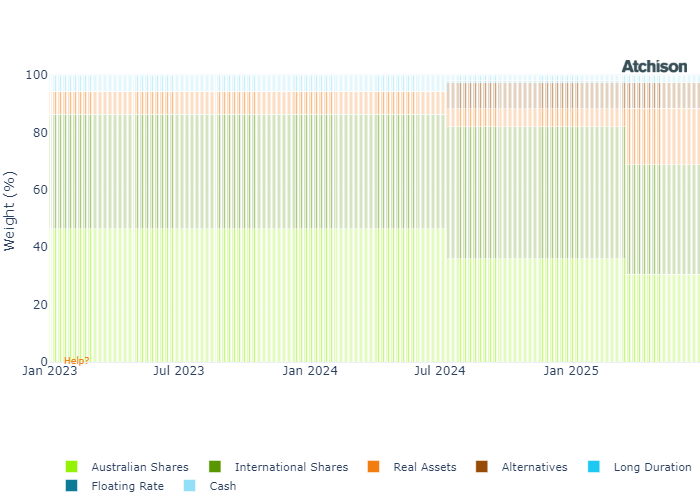 Atchison
100
80
60
40
20
0
Weight (%)
Help?
Jan 2023 Jul 2023 Jan 2024 Jul 2024 Jan 2025
Australian Shares International Shares Real Assets Alternatives Long Duration
Floating Rate Cash